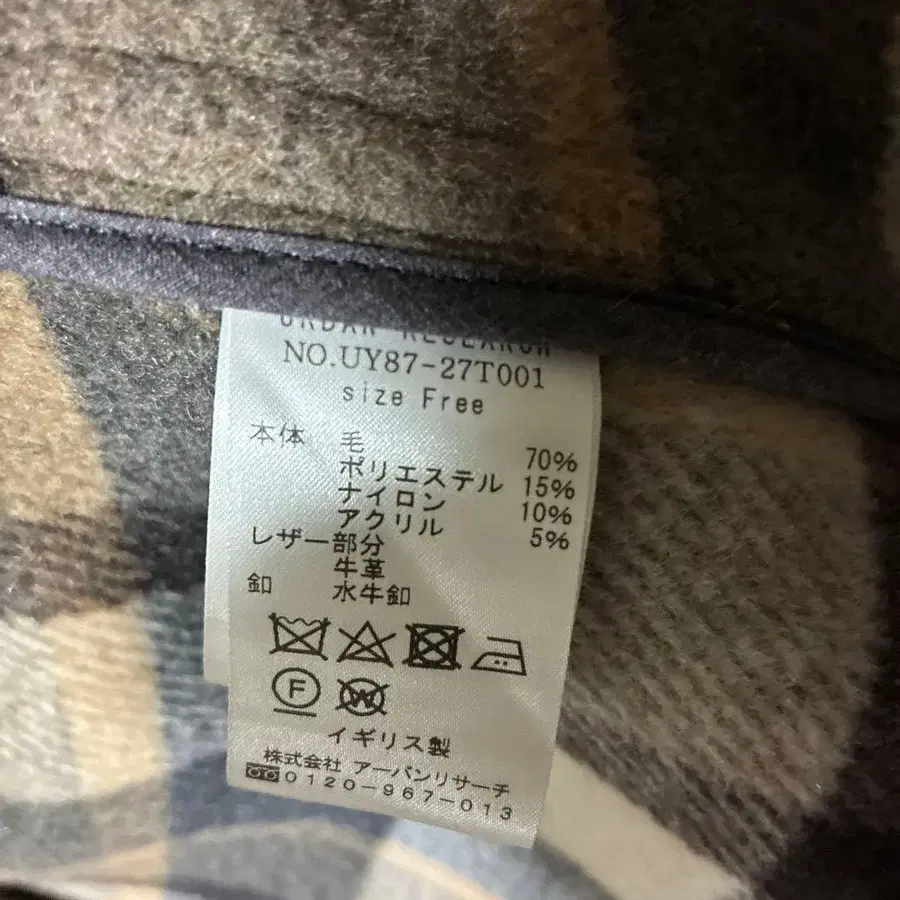 URBAN RESEARCH
NO.UY87-27T001
size Free
本体 毛 70%
ポリエステル 15%
ナイロン 10%
アクリル 5%
レザー部分
牛革
釦 水牛釦
F W
イギリス製
株式会社 アーバンリサーチ
0120-967-013